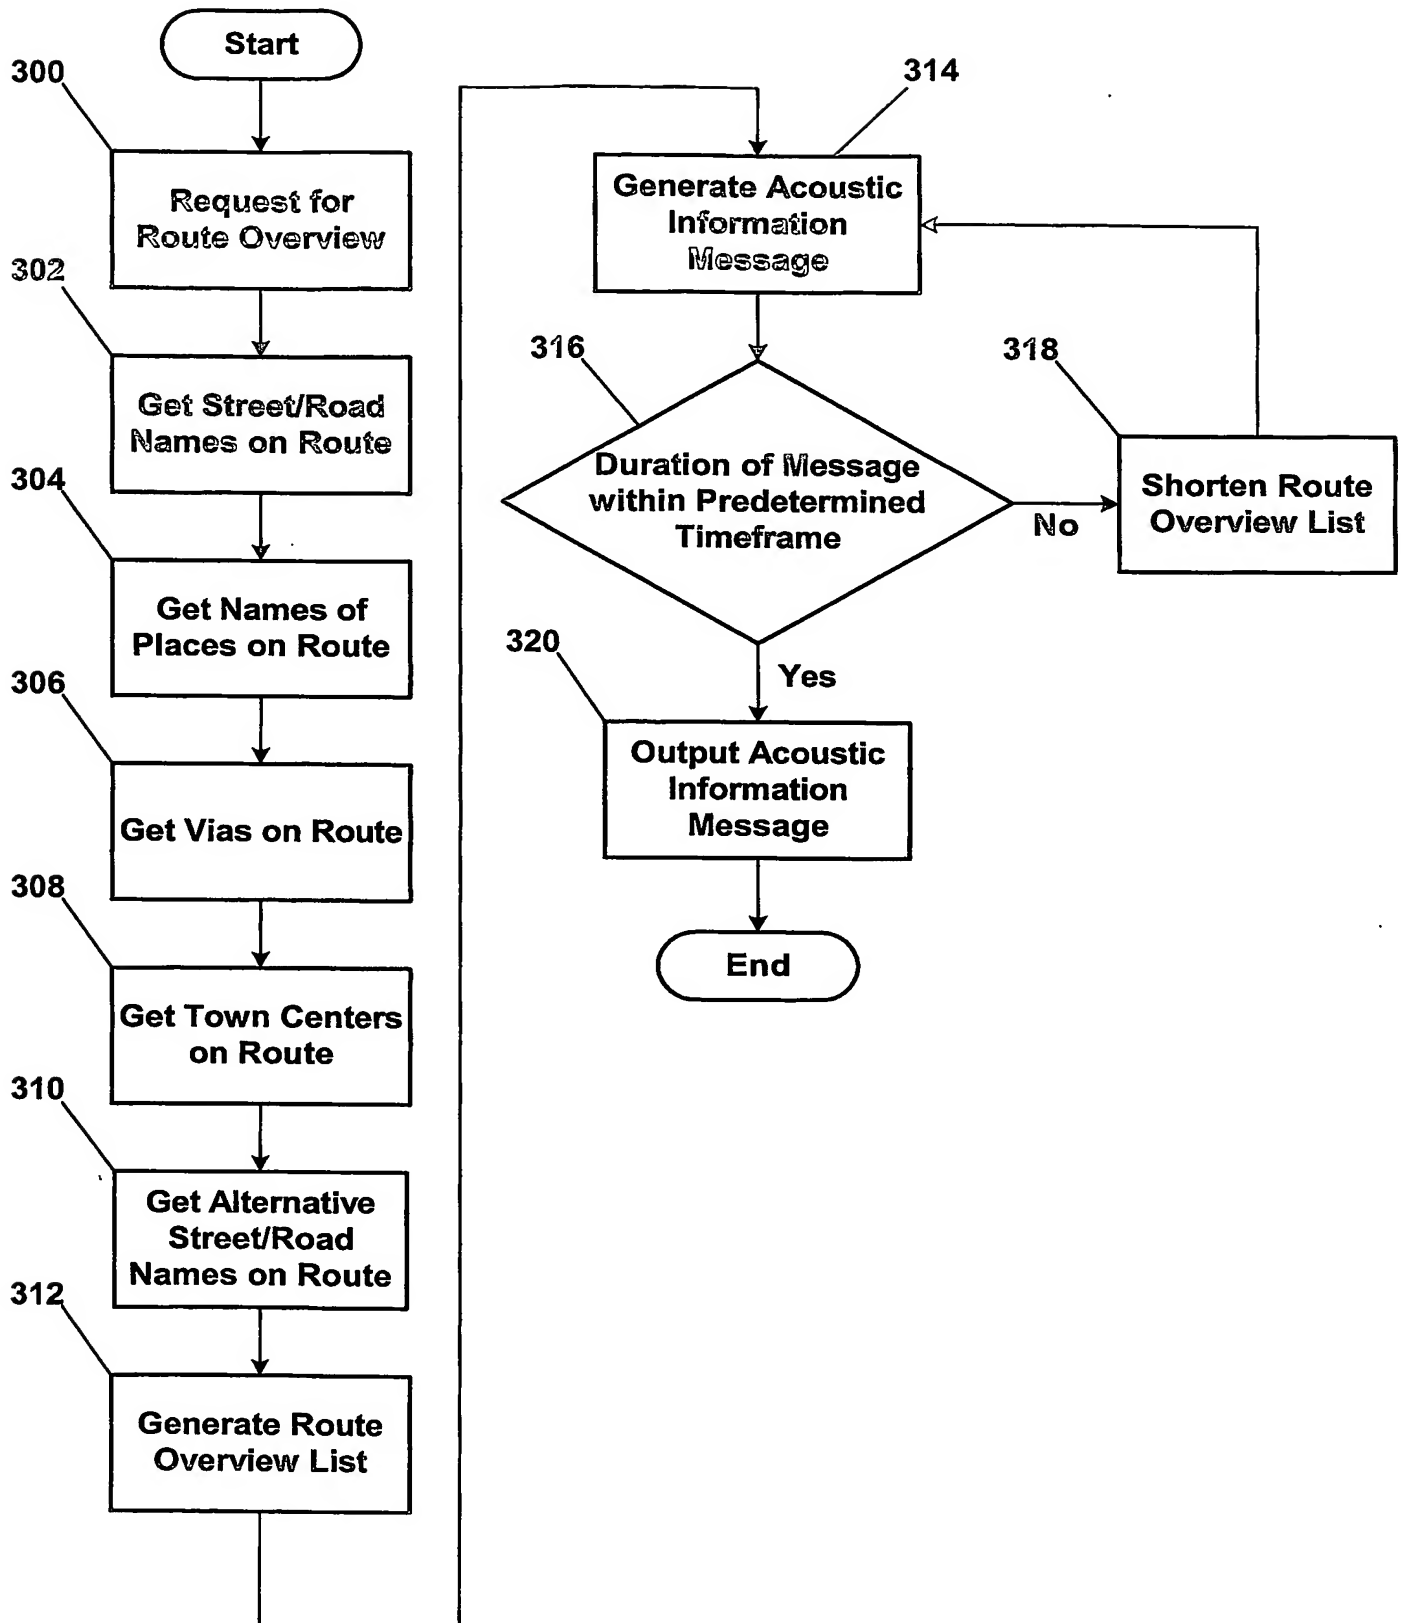 Start
300
Request for
Route Overview
302
Get Street/Road
Names on Route
304
Get Names of
Places on Route
306
Get Vias on Route
308
Get Town Centers
on Route
310
Get Alternative
Street/Road
Names on Route
312
Generate Route
Overview List
314
Generate Acoustic
Information
Message
316
Duration of Message
within Predetermined
Timeframe
No
318
Shorten Route
Overview List
Yes
320
Output Acoustic
Information
Message
End